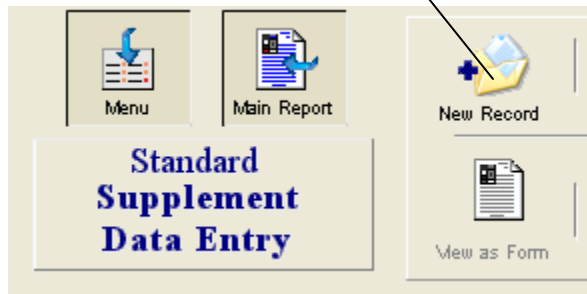 Menu
Main Report
New Record
Standard
Supplement
Data Entry
View as Form